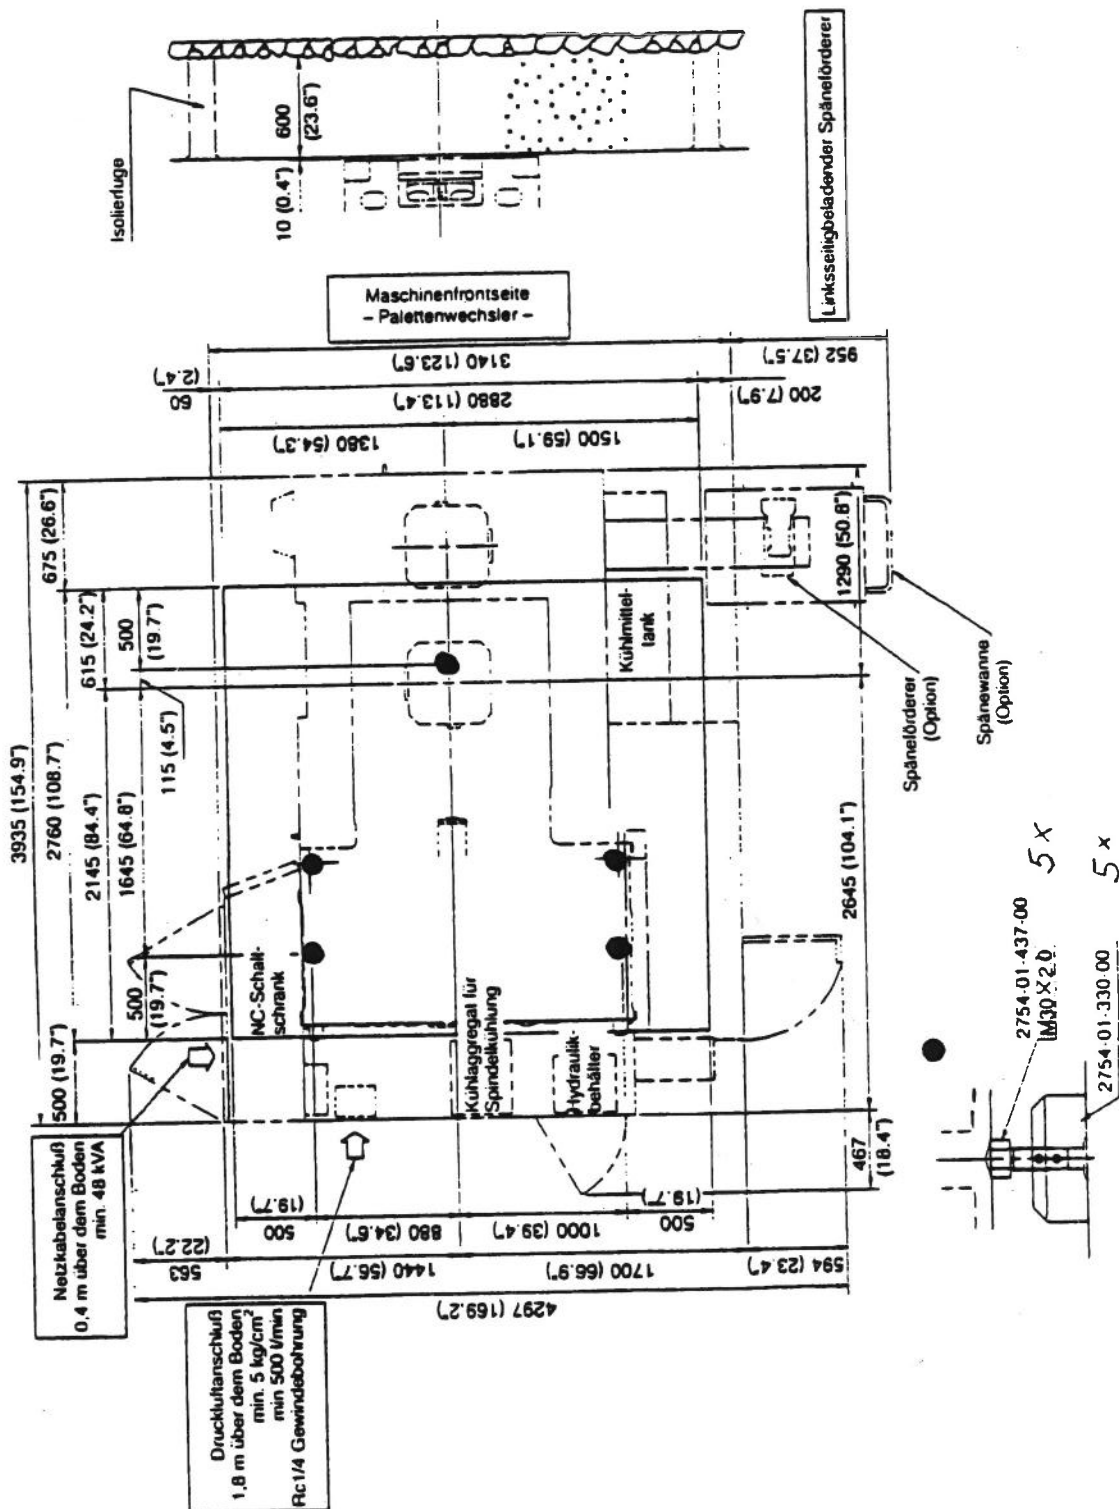 Isolierfuge
600
(23.6")
10 (0.4")
Linksseitigbeladender Späneförderer
Maschinenfrontseite
– Palettenwechsler –
60
(2.4")
3140 (123.6")
952 (37.5")
2880 (113.4")
200 (7.9")
1380 (54.3")
1500 (59.1")
3935 (154.9")
675 (26.6")
2760 (108.7")
615 (24.2")
2145 (84.4")
500
(19.7")
115 (4.5")
1645 (64.8")
500
(19.7")
500 (19.7")
NC-Schalt-
schrank
Kühlmittel-
tank
1290 (50.8")
Späneförderer
(Option)
Spänewanne
(Option)
2645 (104.1")
Kühlaggregat für
Spindelkühlung
Hydraulik
behälter
467
(18.4")
Netzkabelanschluß
0,4 m über dem Boden
min. 48 kVA
Druckluftanschluß
1,8 m über dem Boden
min. 5 kg/cm²
min 500 l/min
Rc1/4 Gewindebohrung
500
(19.7")
880 (34.6")
1000 (39.4")
500
(19.7")
563
(22.2")
1440 (56.7")
1700 (66.9")
594 (23.4")
4297 (169.2")
2754-01-437-00 5x
M30X20
2754-01-330-00 5x